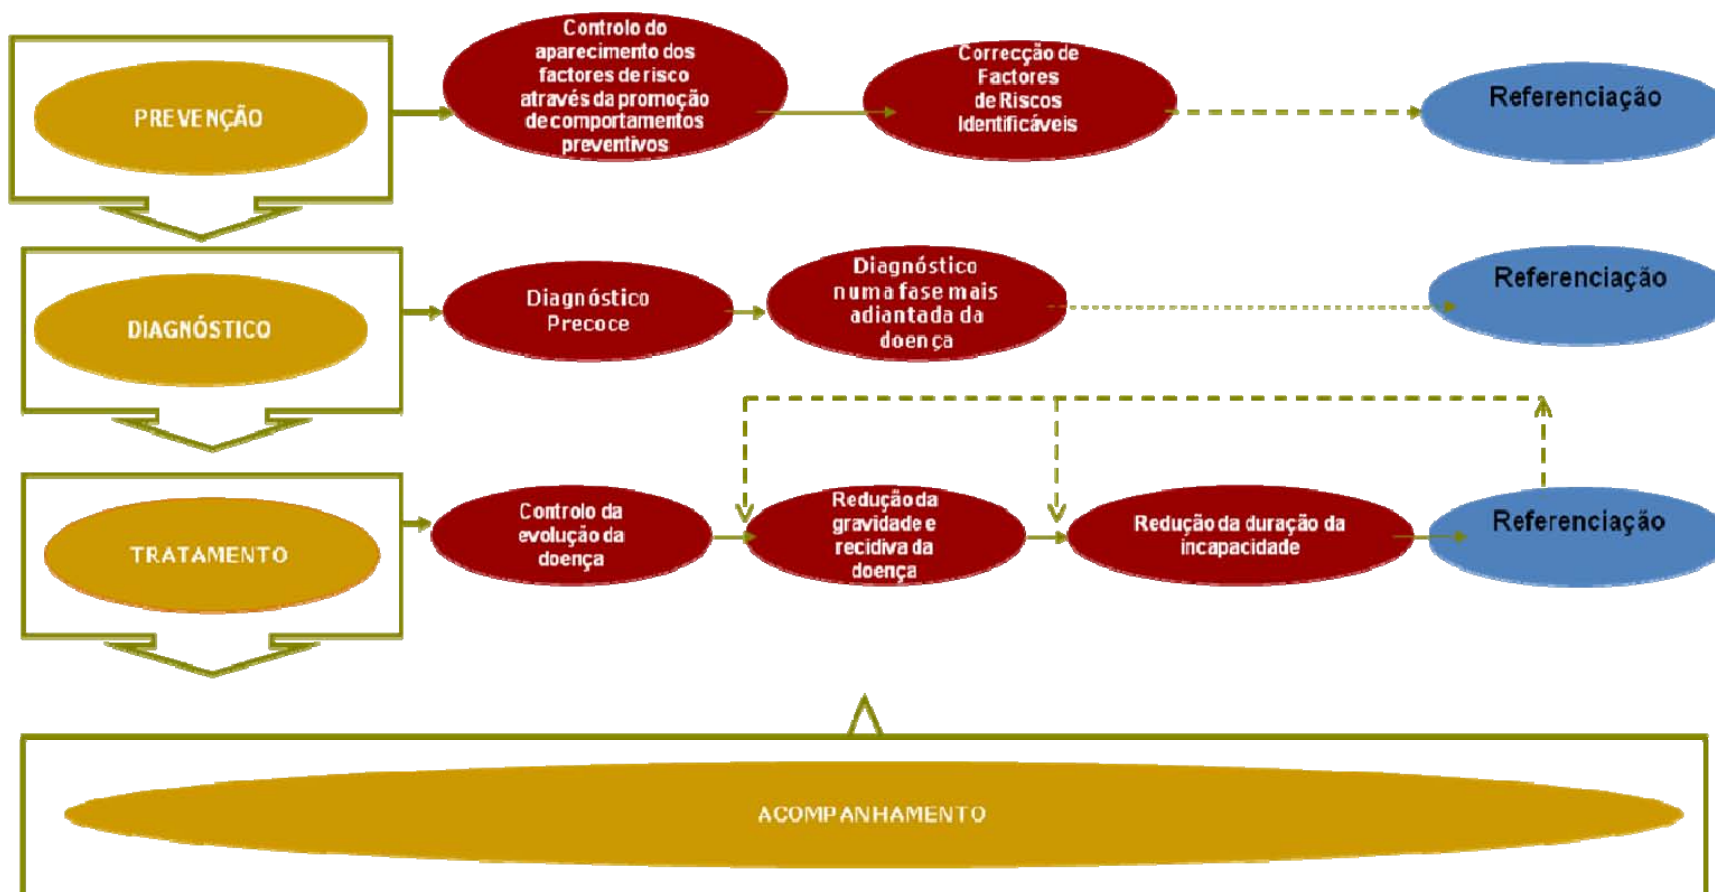 PREVENÇÃO
Controlo do
aparecimento dos
factores de risco
através da promoção
de comportamentos
preventivos
Correcção de
Factores
de Riscos
Identificáveis
Referenciação
DIAGNÓSTICO
Diagnóstico
Precoce
Diagnóstico
numa fase mais
adiantada da
doença
Referenciação
TRATAMENTO
Controlo da
evolução da
doença
Redução da
gravidade e
recidiva da
doença
Redução da duração da
incapacidade
Referenciação
ACOMPANHAMENTO